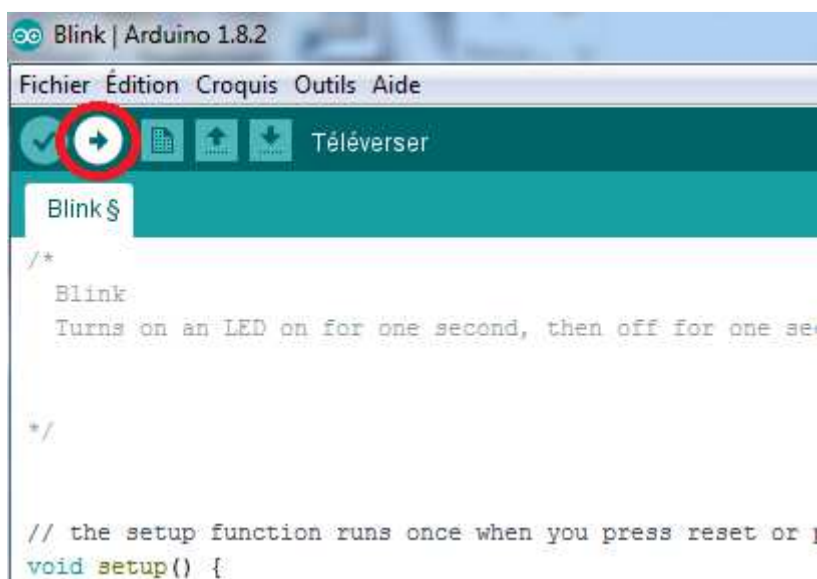 Blink | Arduino 1.8.2
Fichier Édition Croquis Outils Aide
Téléverser
Blink §
/*
Blink
Turns on an LED on for one second, then off for one
*/
// the setup function runs once when you press reset or
void setup() {